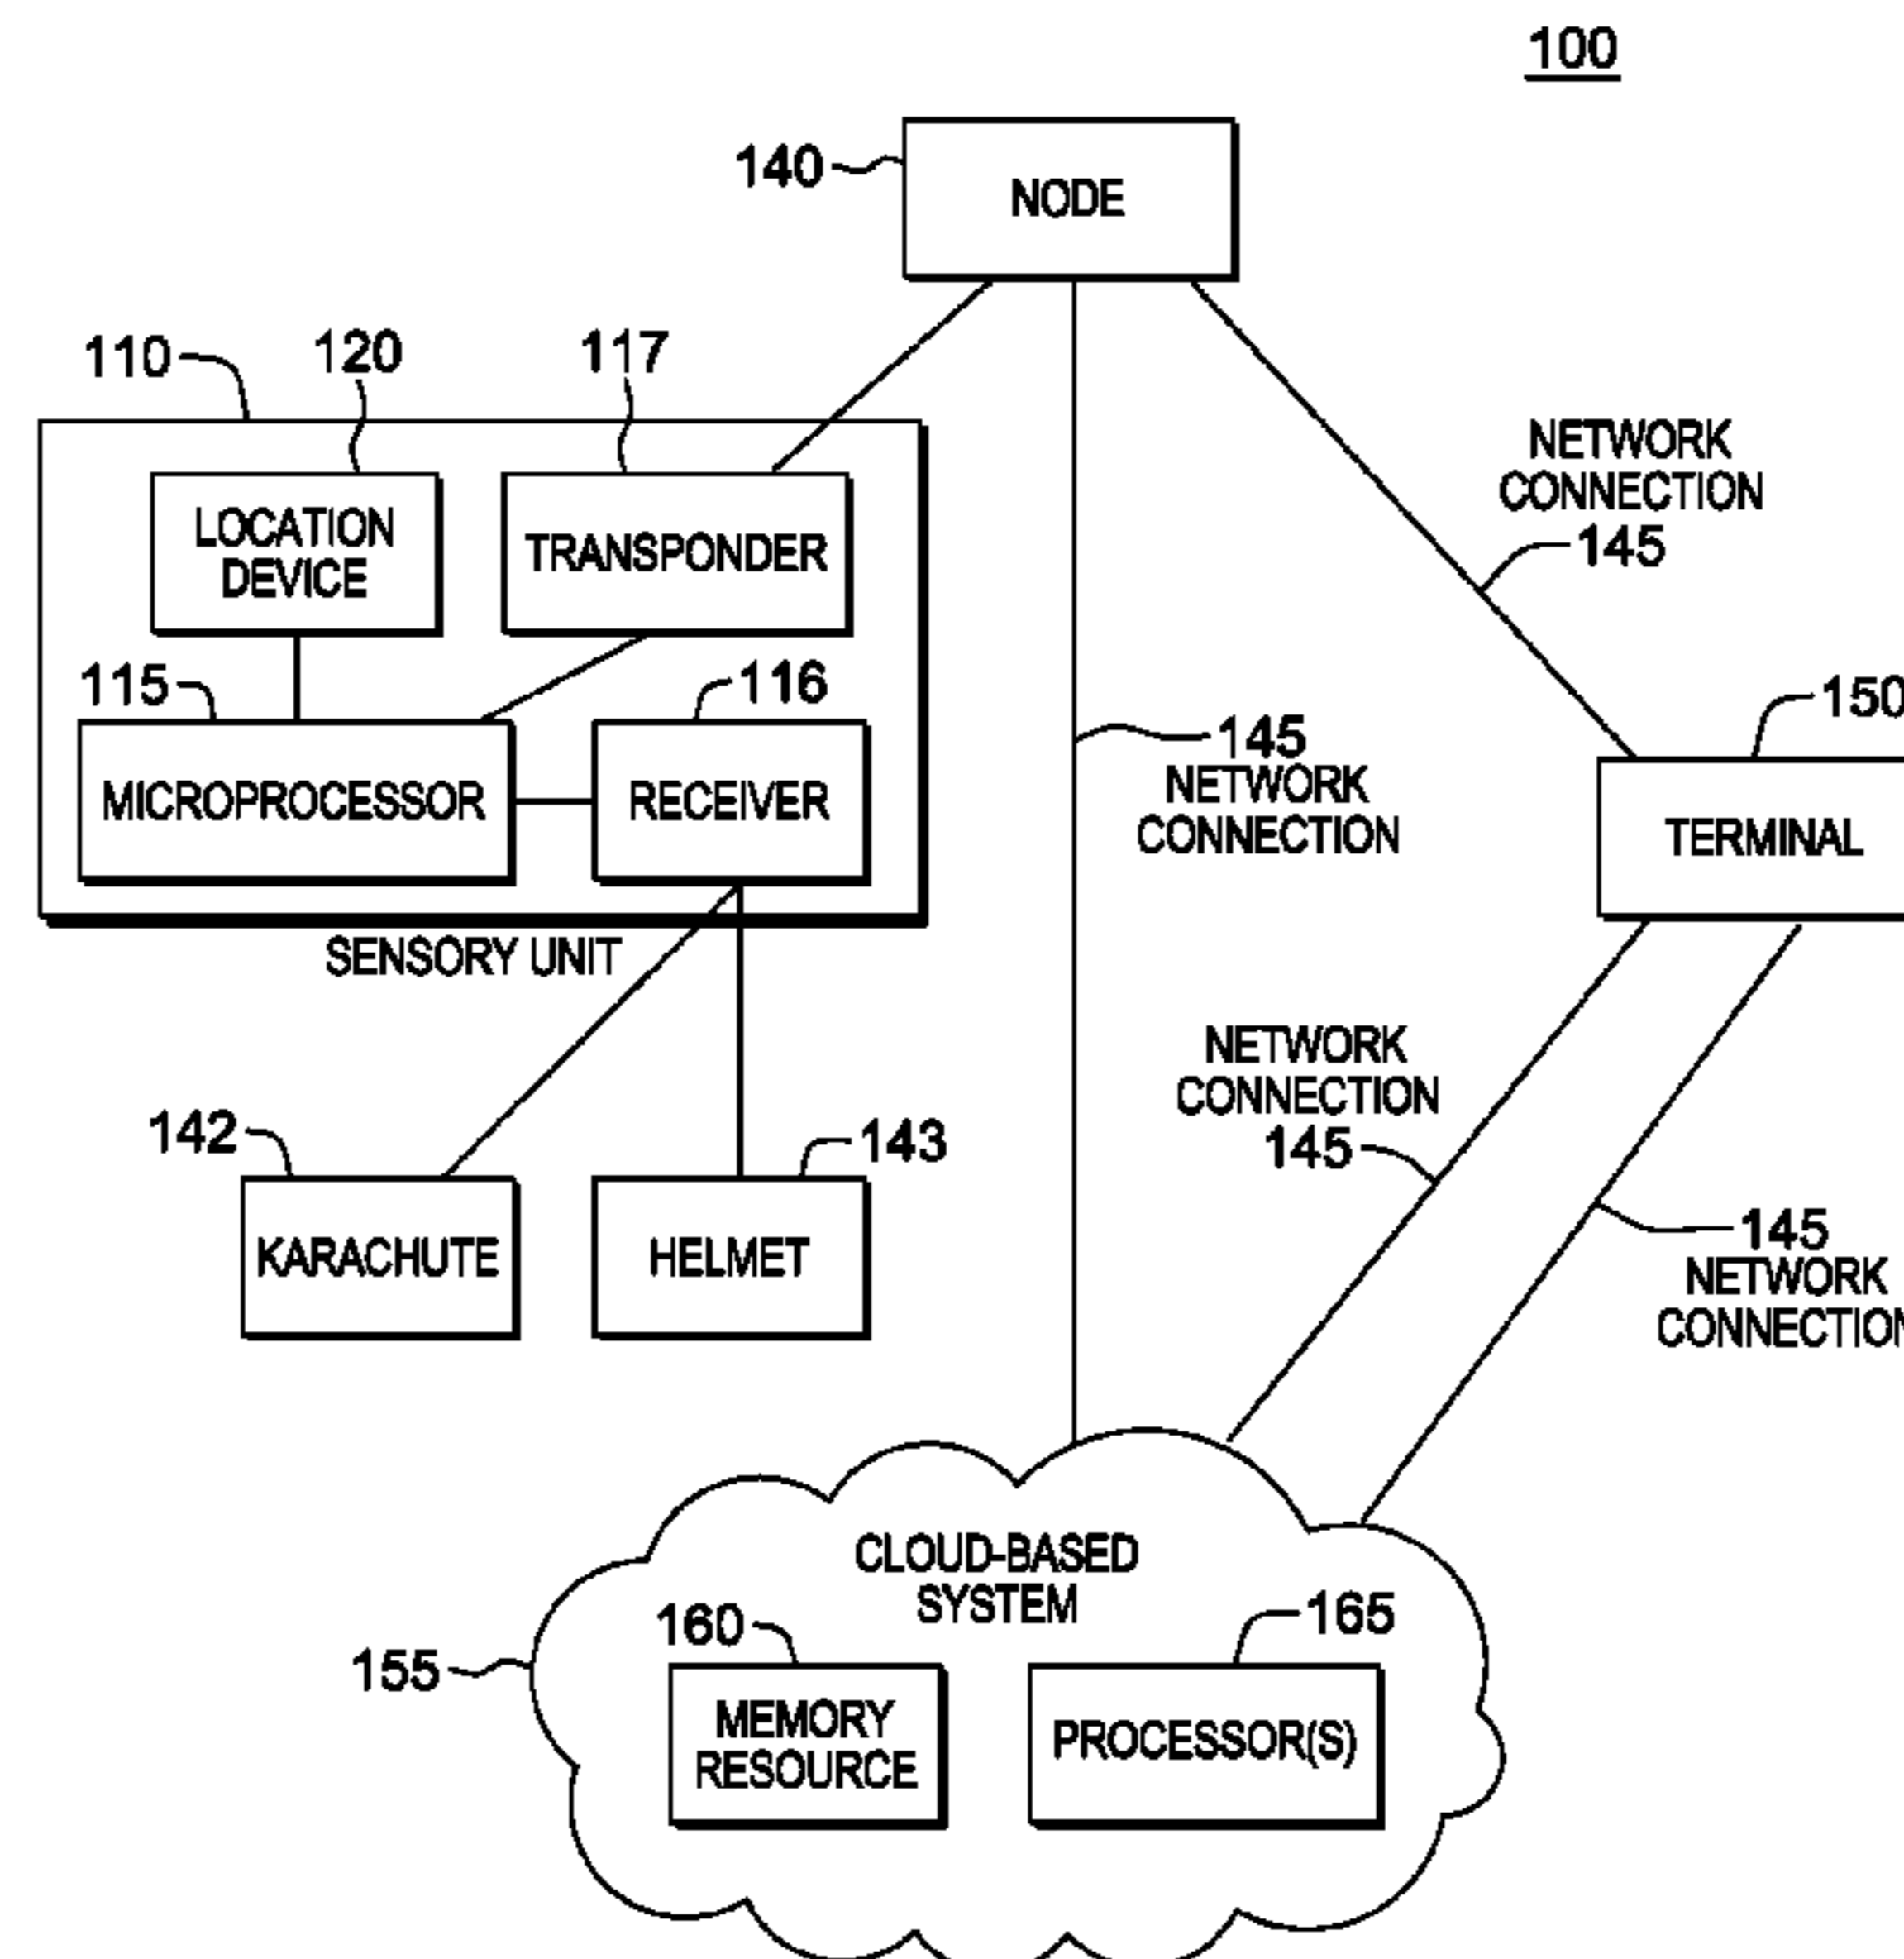 100
140
NODE
110
120
117
LOCATION
DEVICE
TRANSPONDER
NETWORK
CONNECTION
145
115
116
MICROPROCESSOR
RECEIVER
145
NETWORK
CONNECTION
150
TERMINAL
SENSORY UNIT
NETWORK
CONNECTION
145
142
143
KARACHUTE
HELMET
145
NETWORK
CONNECTION
CLOUD-BASED
SYSTEM
155
160
165
MEMORY
RESOURCE
PROCESSOR(S)